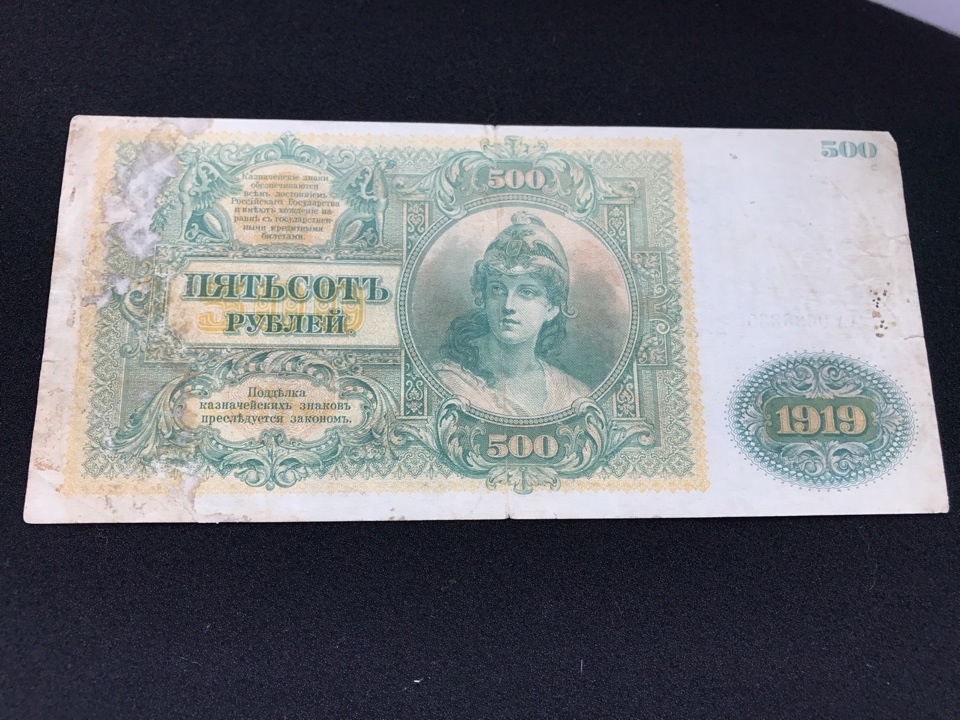 Казначейскіе знаки
обезпечиваются
всѣмъ достояніемъ
Россійскаго Государства
и имѣютъ хожденіе на-
равнѣ съ государствен-
ными кредитными
билетами.
500
500
ПЯТЬСОТЪ
РУБЛЕЙ.
1919
Поддѣлка
казначейскихъ знаковъ
преслѣдуется закономъ.
500
1919